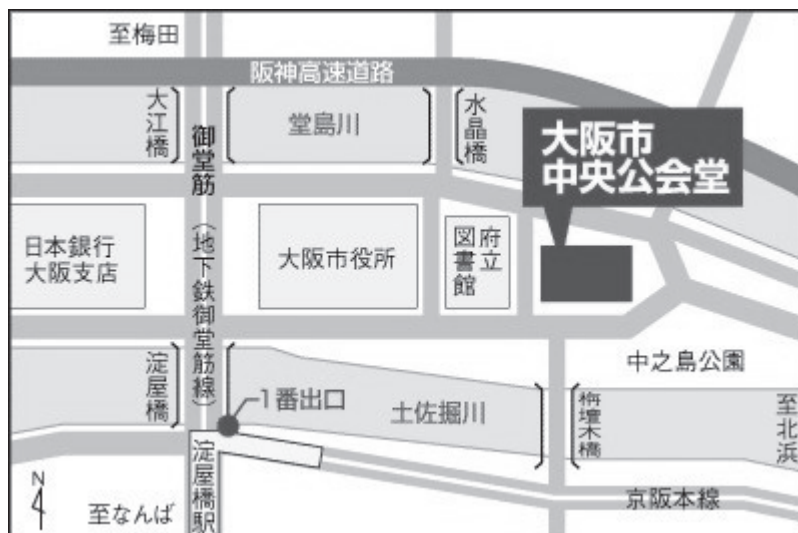 至梅田
阪神高速道路
大江橋
御堂筋
(地下鉄御堂筋線)
堂島川
水晶橋
大阪市
中央公会堂
日本銀行
大阪支店
大阪市役所
府立
図書館
淀屋橋
1番出口
土佐堀川
中之島公園
栴壇木橋
至北浜
N
至なんば
淀屋橋駅
京阪本線